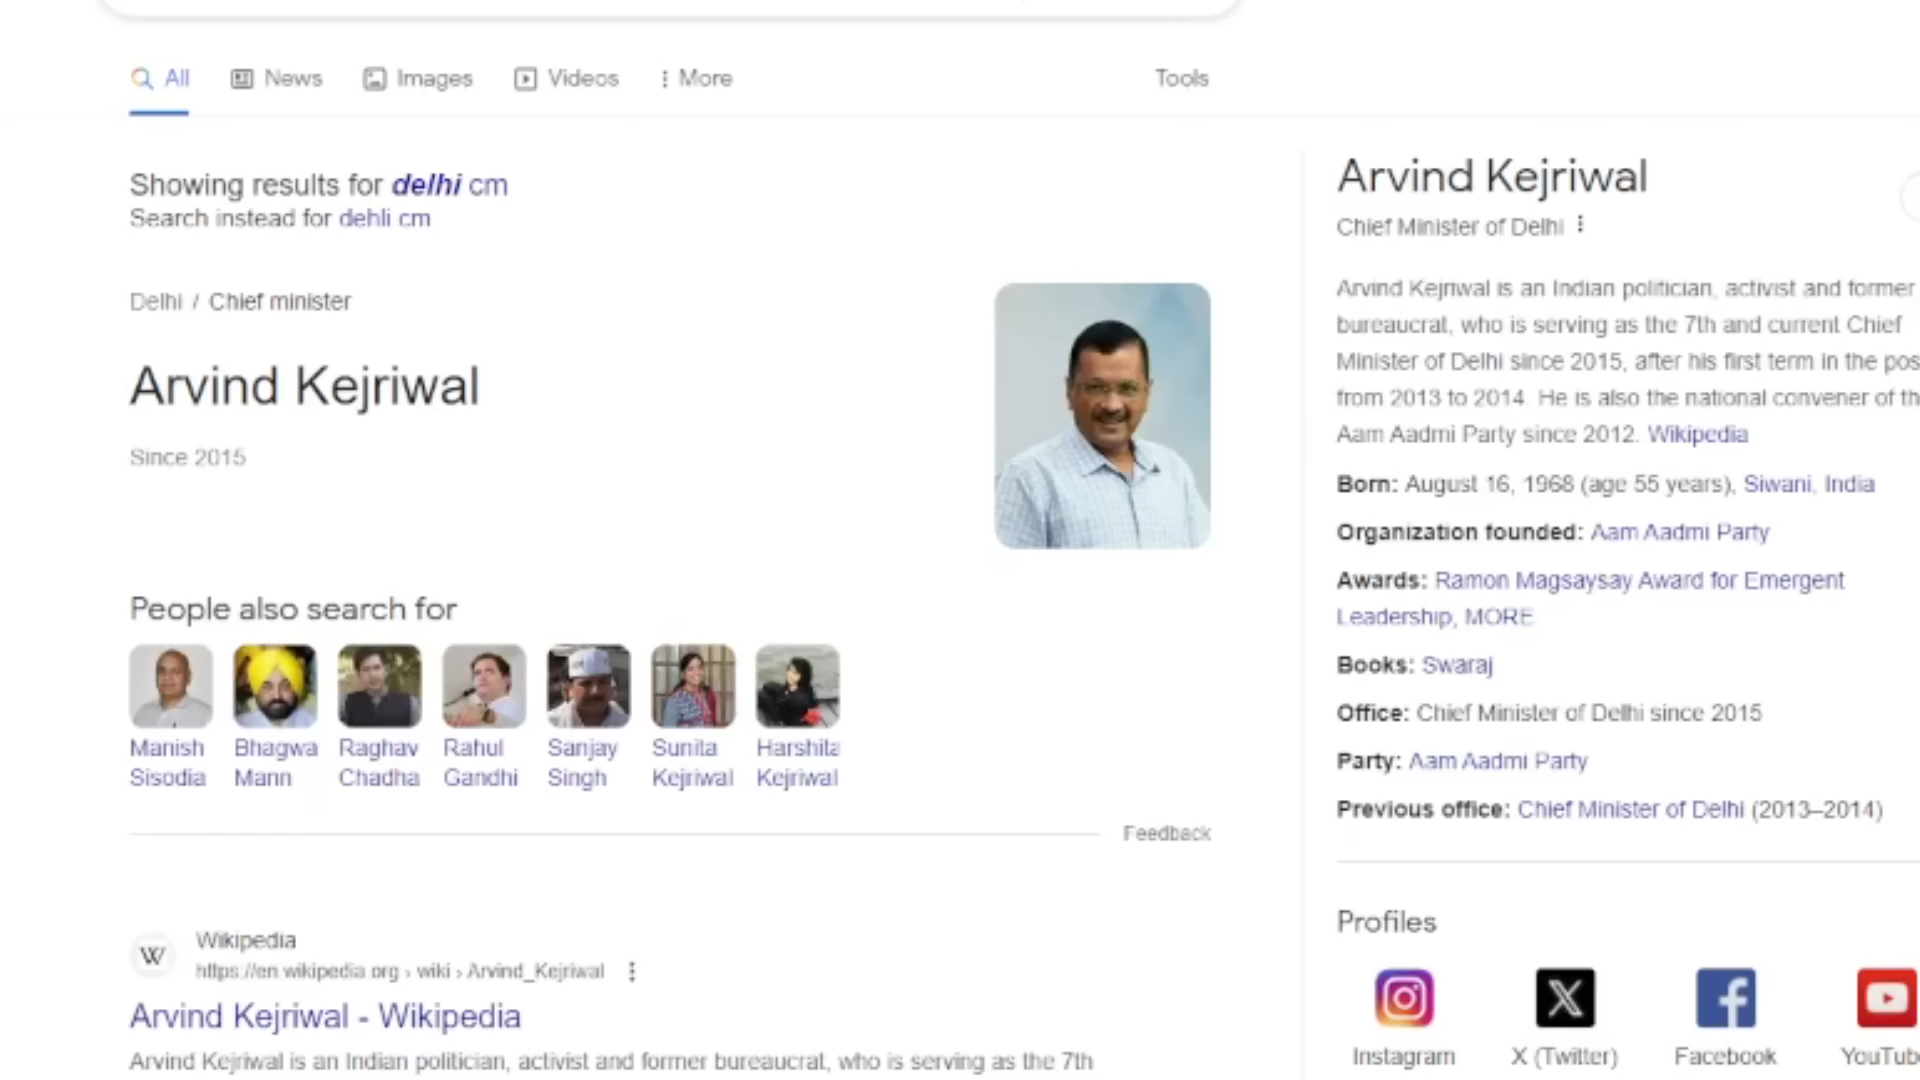 All News Images Videos More Tools
Showing results for delhi cm
Search instead for dehli cm
Delhi / Chief minister
Arvind Kejriwal
Since 2015
People also search for
Manish Sisodia
Bhagwa Mann
Raghav Chadha
Rahul Gandhi
Sanjay Singh
Sunita Kejriwal
Harshita Kejriwal
Feedback
Wikipedia
https://en.wikipedia.org › wiki › Arvind_Kejriwal
Arvind Kejriwal - Wikipedia
Arvind Kejriwal is an Indian politician, activist and former bureaucrat, who is serving as the 7th
Arvind Kejriwal
Chief Minister of Delhi
Arvind Kejriwal is an Indian politician, activist and former
bureaucrat, who is serving as the 7th and current Chief
Minister of Delhi since 2015, after his first term in the pos
from 2013 to 2014. He is also the national convener of th
Aam Aadmi Party since 2012. Wikipedia
Born: August 16, 1968 (age 55 years), Siwani, India
Organization founded: Aam Aadmi Party
Awards: Ramon Magsaysay Award for Emergent
Leadership, MORE
Books: Swaraj
Office: Chief Minister of Delhi since 2015
Party: Aam Aadmi Party
Previous office: Chief Minister of Delhi (2013–2014)
Profiles
Instagram X (Twitter) Facebook YouTub